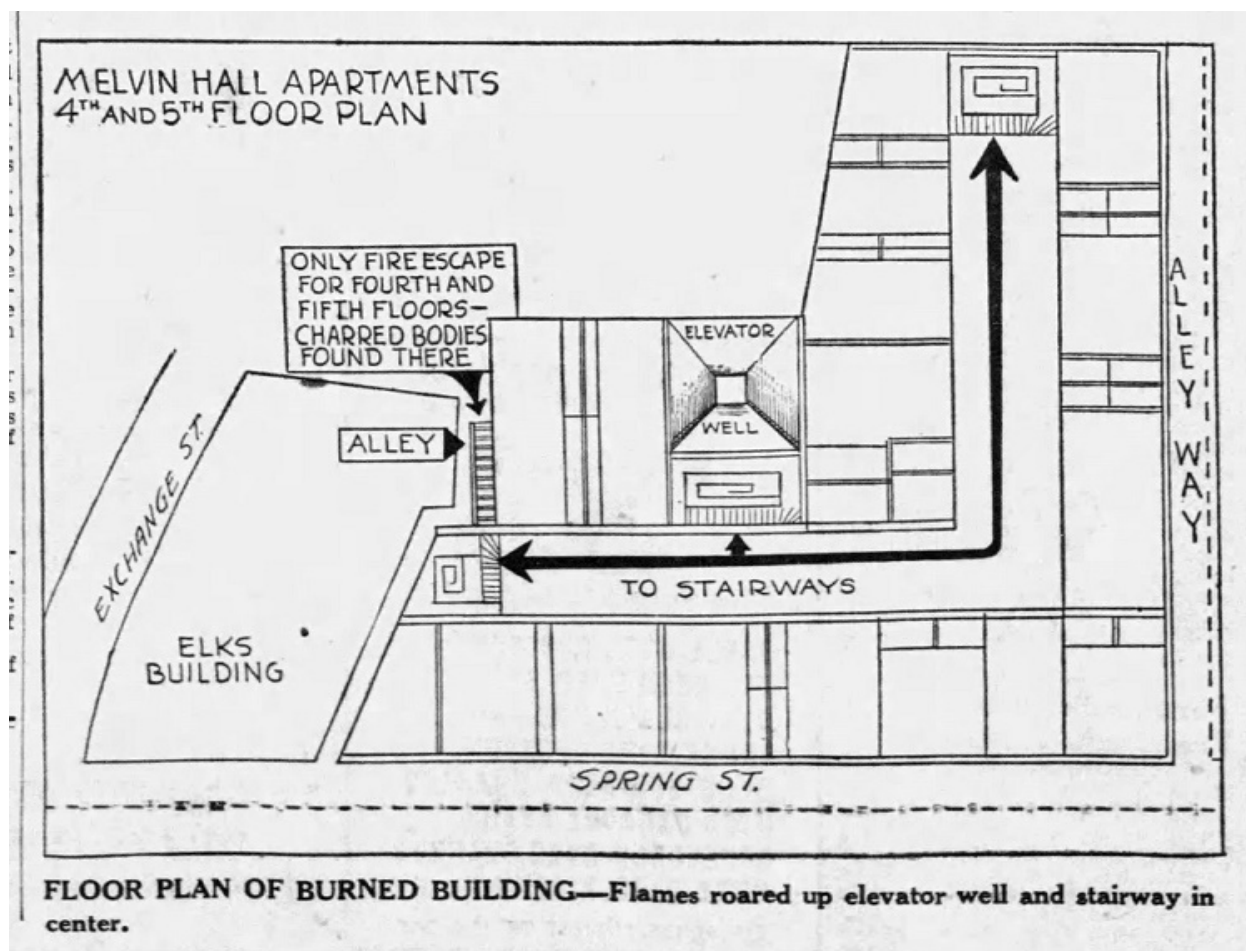 MELVIN HALL APARTMENTS
4TH AND 5TH FLOOR PLAN
ONLY FIRE ESCAPE
FOR FOURTH AND
FIFTH FLOORS—
CHARRED BODIES
FOUND THERE
ELEVATOR
WELL
ALLEY
ALLEY WAY
EXCHANGE ST.
TO STAIRWAYS
ELKS
BUILDING
SPRING ST.
FLOOR PLAN OF BURNED BUILDING—Flames roared up elevator well and stairway in
center.